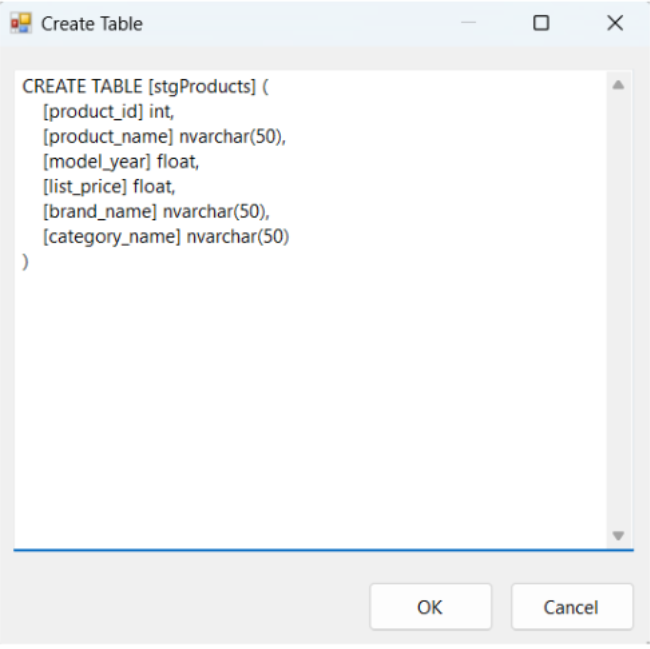 Create Table
CREATE TABLE [stgProducts] (
[product_id] int,
[product_name] nvarchar(50),
[model_year] float,
[list_price] float,
[brand_name] nvarchar(50),
[category_name] nvarchar(50)
)
OK
Cancel